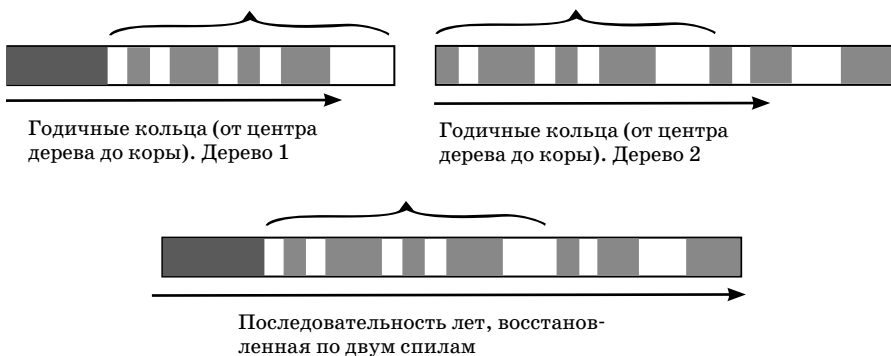 Годичные кольца (от центра
дерева до коры). Дерево 1
Годичные кольца (от центра
дерева до коры). Дерево 2
Последовательность лет, восстанов-
ленная по двум спилам